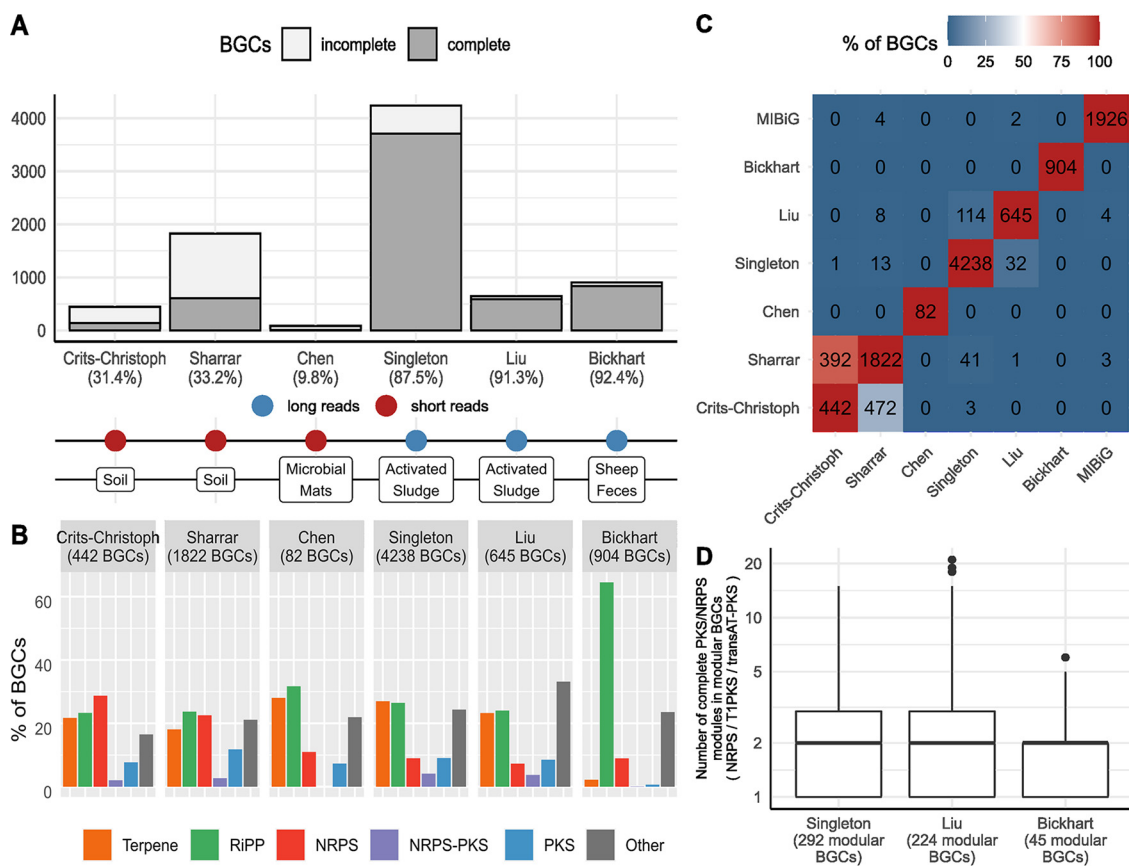 A
BGCs incomplete complete
4000
3000
2000
1000
0
Crits-Christoph Sharrar Chen Singleton Liu Bickhart
(31.4%) (33.2%) (9.8%) (87.5%) (91.3%) (92.4%)
long reads short reads
Soil Soil Microbial Mats Activated Sludge Activated Sludge Sheep Feces
B
Crits-Christoph Sharrar Chen Singleton Liu Bickhart
(442 BGCs) (1822 BGCs) (82 BGCs) (4238 BGCs) (645 BGCs) (904 BGCs)
% of BGCs
60
40
20
0
Terpene RiPP NRPS NRPS-PKS PKS Other
C
% of BGCs
0 25 50 75 100
MIBiG 0 4 0 0 2 0 1926
Bickhart 0 0 0 0 0 904 0
Liu 0 8 0 114 645 0 4
Singleton 1 13 0 4238 32 0 0
Chen 0 0 82 0 0 0 0
Sharrar 392 1822 0 41 1 0 3
Crits-Christoph 442 472 0 3 0 0 0
Crits-Christoph Sharrar Chen Singleton Liu Bickhart MIBiG
D
Number of complete PKS/NRPS
modules in modular BGCs
( NRPS / T1PKS / transAT-PKS )
20
10
5
2
1
Singleton Liu Bickhart
(292 modular (224 modular (45 modular
BGCs) BGCs) BGCs)